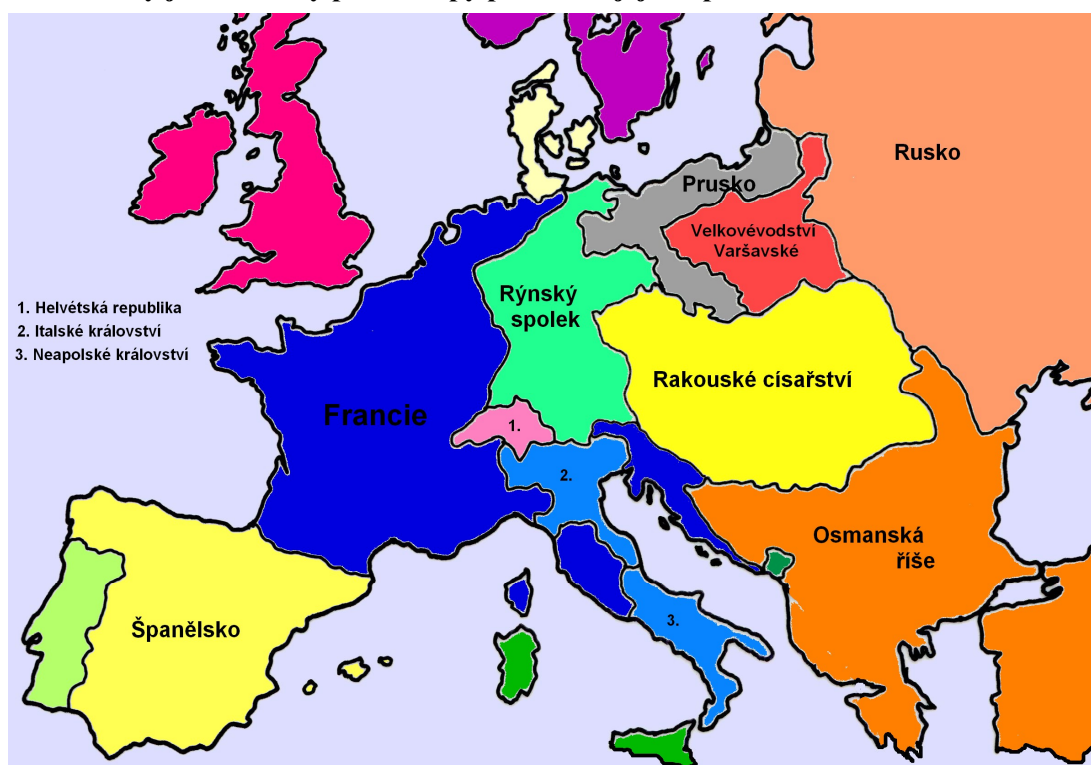 Rusko
Prusko
Velkovévodství
Varšavské
Rýnský
spolek
1. Helvétská republika
2. Italské království
3. Neapolské království
Rakouské císařství
Francie
1.
2.
Osmanská
říše
Španělsko
3.